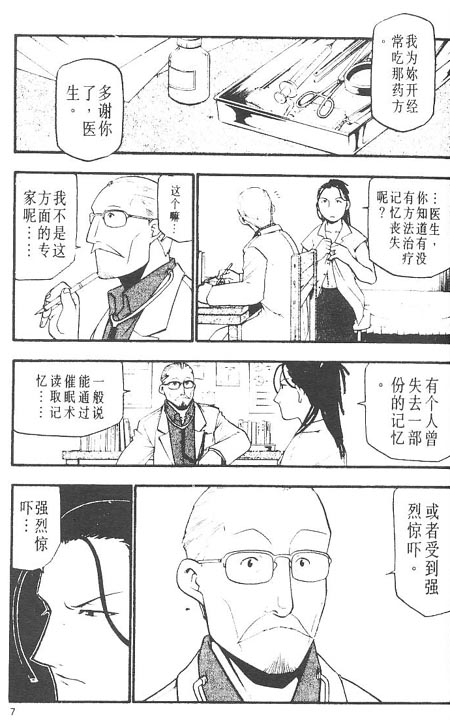 我为妳开经
常吃那药方
。
多谢你
了，医
生。
…医生，
你知道有没
有方法治疗
记忆丧失
呢？
这个嘛…
我不是这
方面的专
家呢……
有个人曾
失去一部
份的记忆
。
一般说
能通过
催眠术
读取记
忆……
或者受到强
烈惊吓。
强烈惊
吓…
7